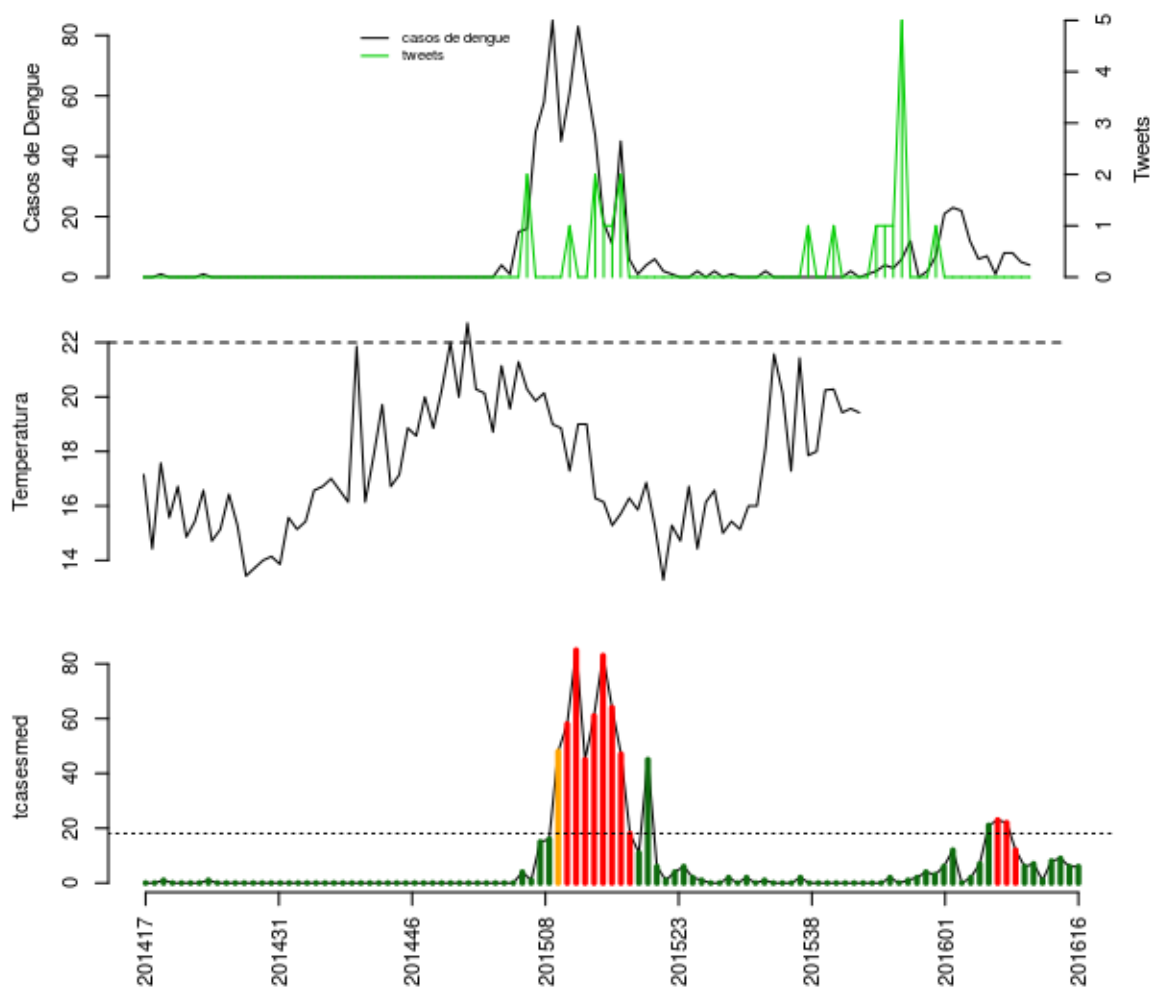 casos de dengue
tweets
Casos de Dengue
0 20 40 60 80
Tweets
0 1 2 3 4 5
Temperatura
14 16 18 20 22
tcasesmed
0 20 40 60 80
201417 201431 201446 201508 201523 201538 201601 201616